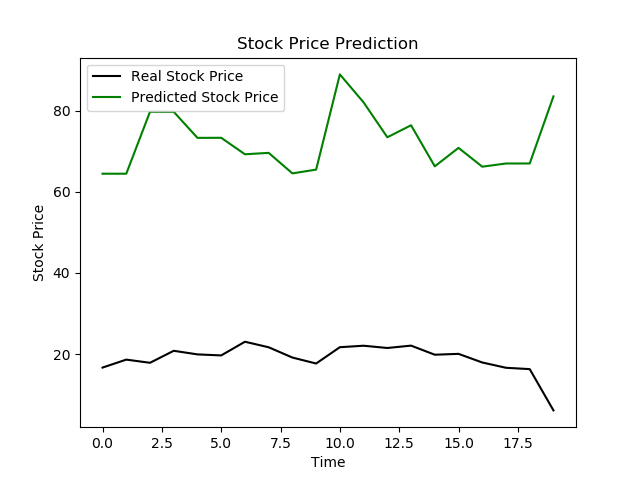 Stock Price Prediction
Real Stock Price
Predicted Stock Price
Stock Price
80
60
40
20
0.0 2.5 5.0 7.5 10.0 12.5 15.0 17.5
Time